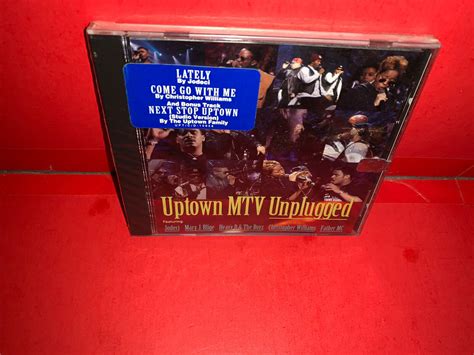 LATELY
By Jodeci
COME GO WITH ME
By Christopher Williams
And Bonus Track
NEXT STOP UPTOWN
(Studio Version)
By The Uptown Family
Uptown MTV Unplugged
Featuring
Jodeci Mary J. Blige Heavy D & The Boyz Christopher Williams Father MC